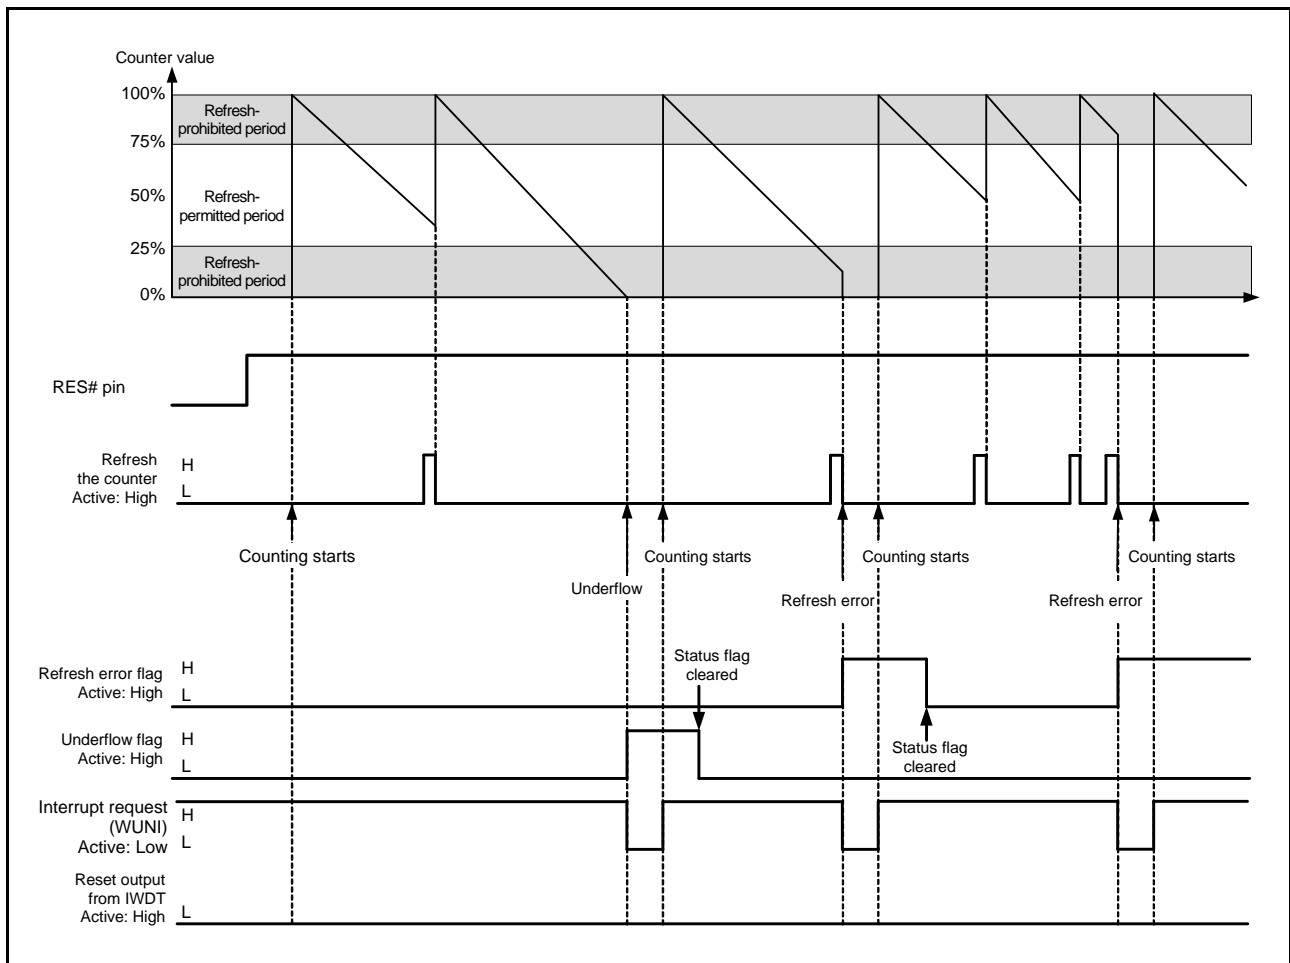 Counter value
100%
Refresh-
prohibited period
75%
50%
Refresh-
permitted period
25%
Refresh-
prohibited period
0%
RES# pin
Refresh
the counter
Active: High
H
L
Counting starts
Underflow
Counting starts
Refresh error
Counting starts
Refresh error
Counting starts
Refresh error flag
Active: High
H
L
Status flag
cleared
Status flag
cleared
Underflow flag
Active: High
H
L
Interrupt request
(WUNI)
Active: Low
H
L
Reset output
from IWDT
Active: High
L